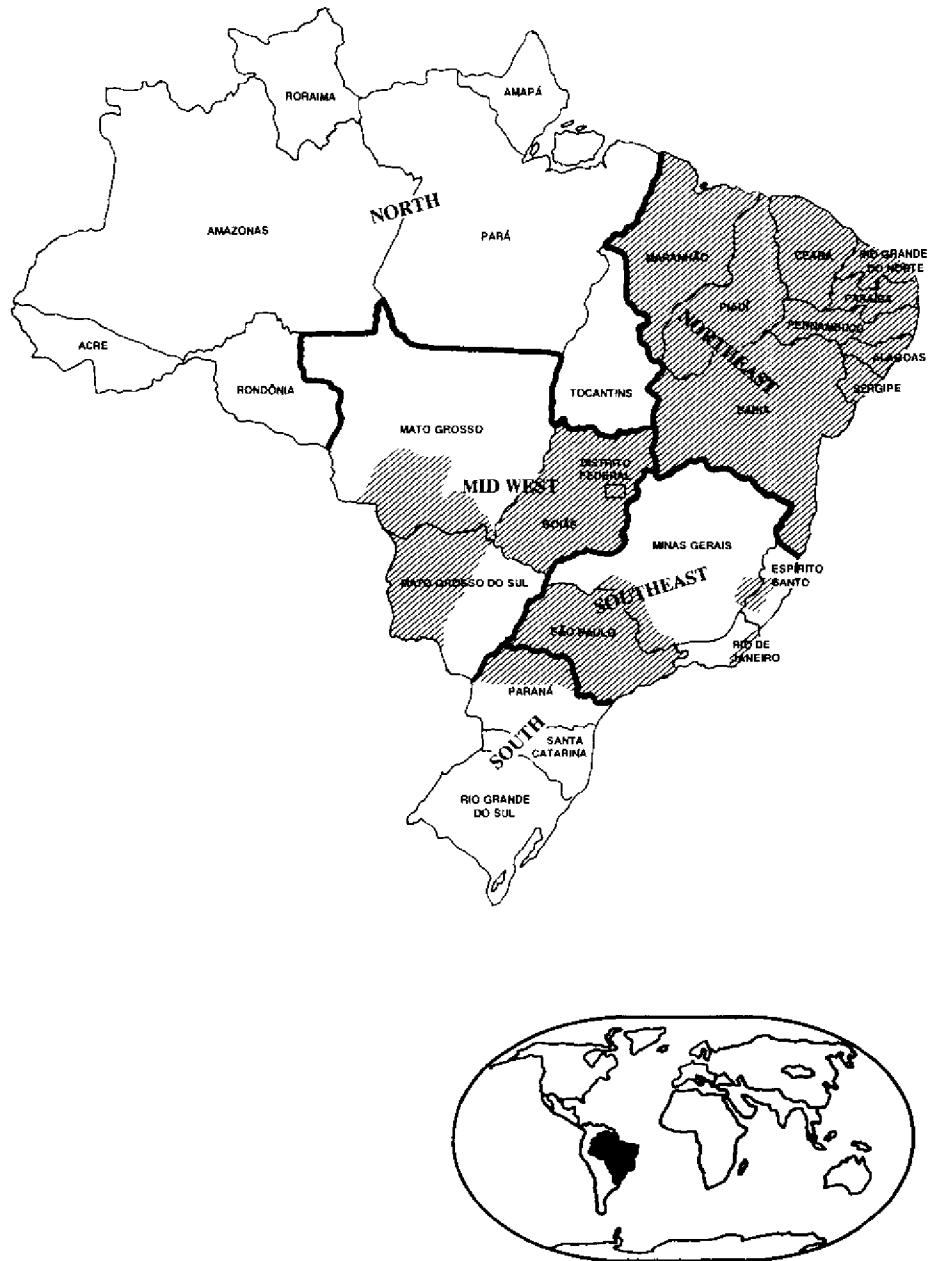 RORAIMA
AMAPÁ
NORTH
AMAZONAS
PARÁ
MARANHÃO
CEARÁ
RIO GRANDE
DO NORTE
PARAÍBA
PIAUÍ
PERNAMBUCO
NORTHEAST
ALAGOAS
SERGIPE
BAHIA
ACRE
RONDÔNIA
TOCANTINS
MATO GROSSO
DISTRITO
FEDERAL
MID WEST
GOIÁS
MINAS GERAIS
ESPÍRITO
SANTO
MATO GROSSO DO SUL
SOUTHEAST
SÃO PAULO
RIO DE
JANEIRO
PARANÁ
SOUTH
SANTA
CATARINA
RIO GRANDE
DO SUL